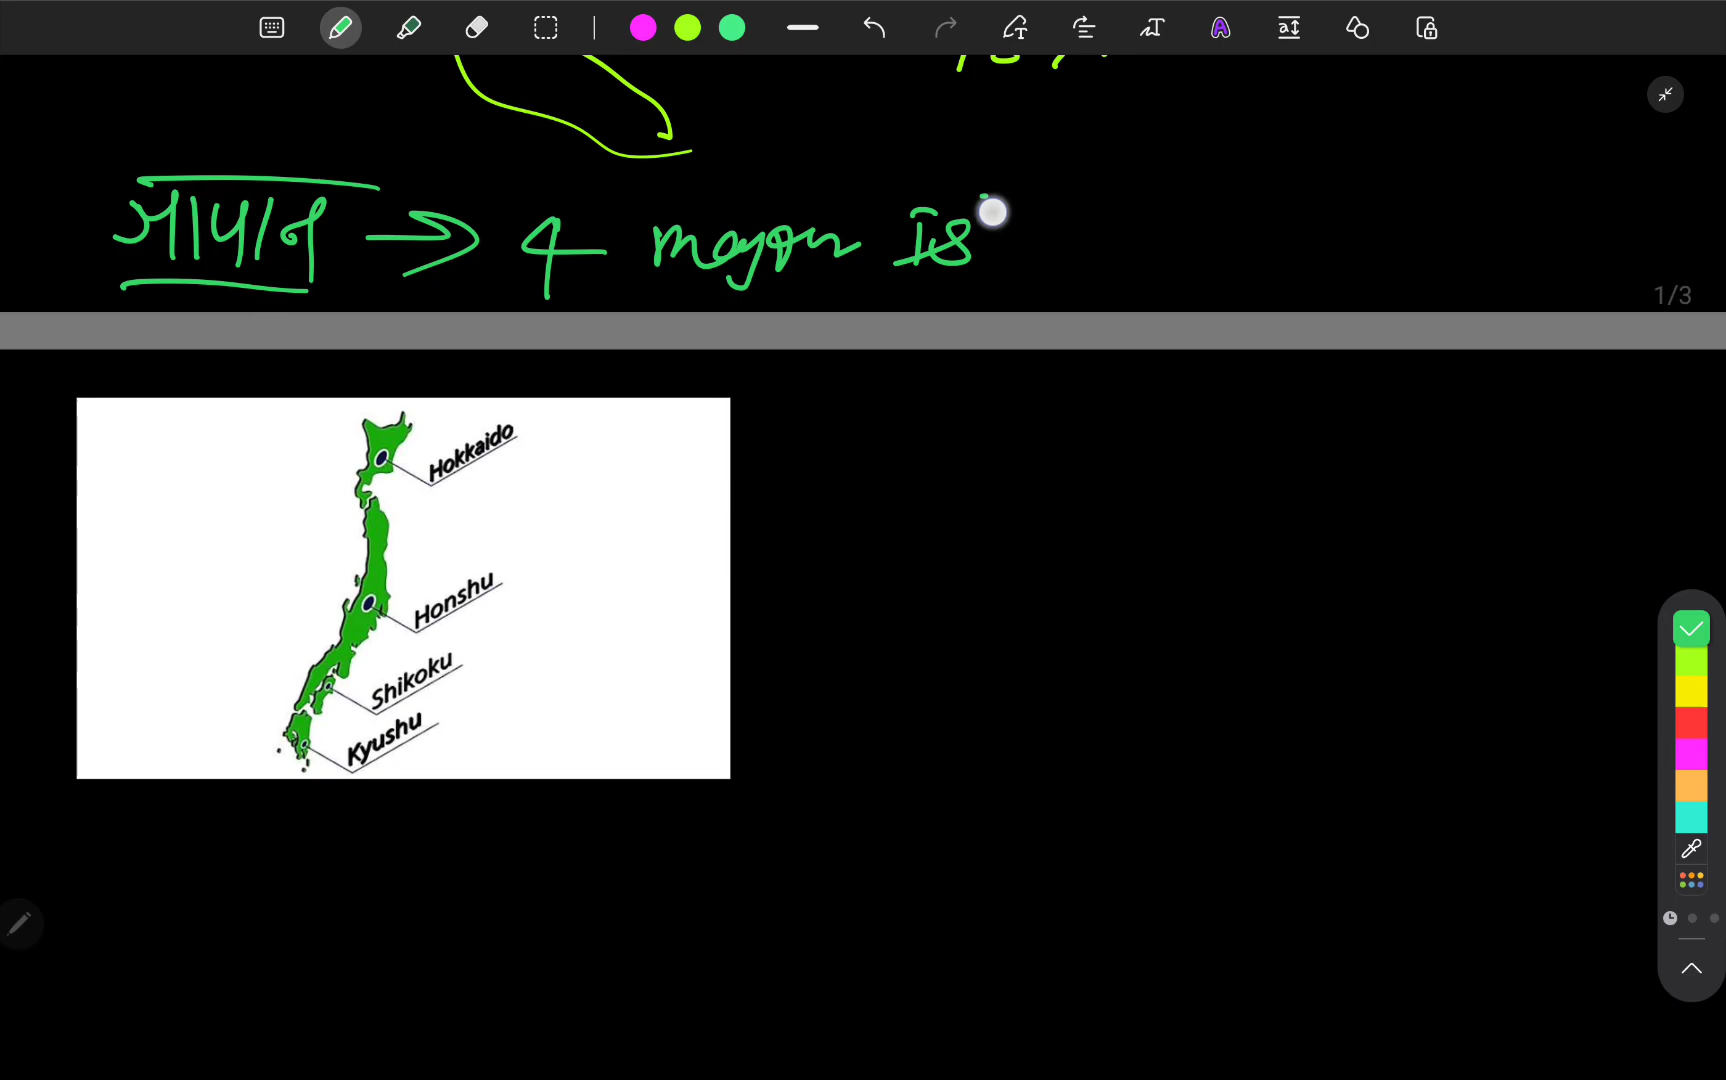 जापान → 4 major Is
1/3
Hokkaido
Honshu
Shikoku
Kyushu